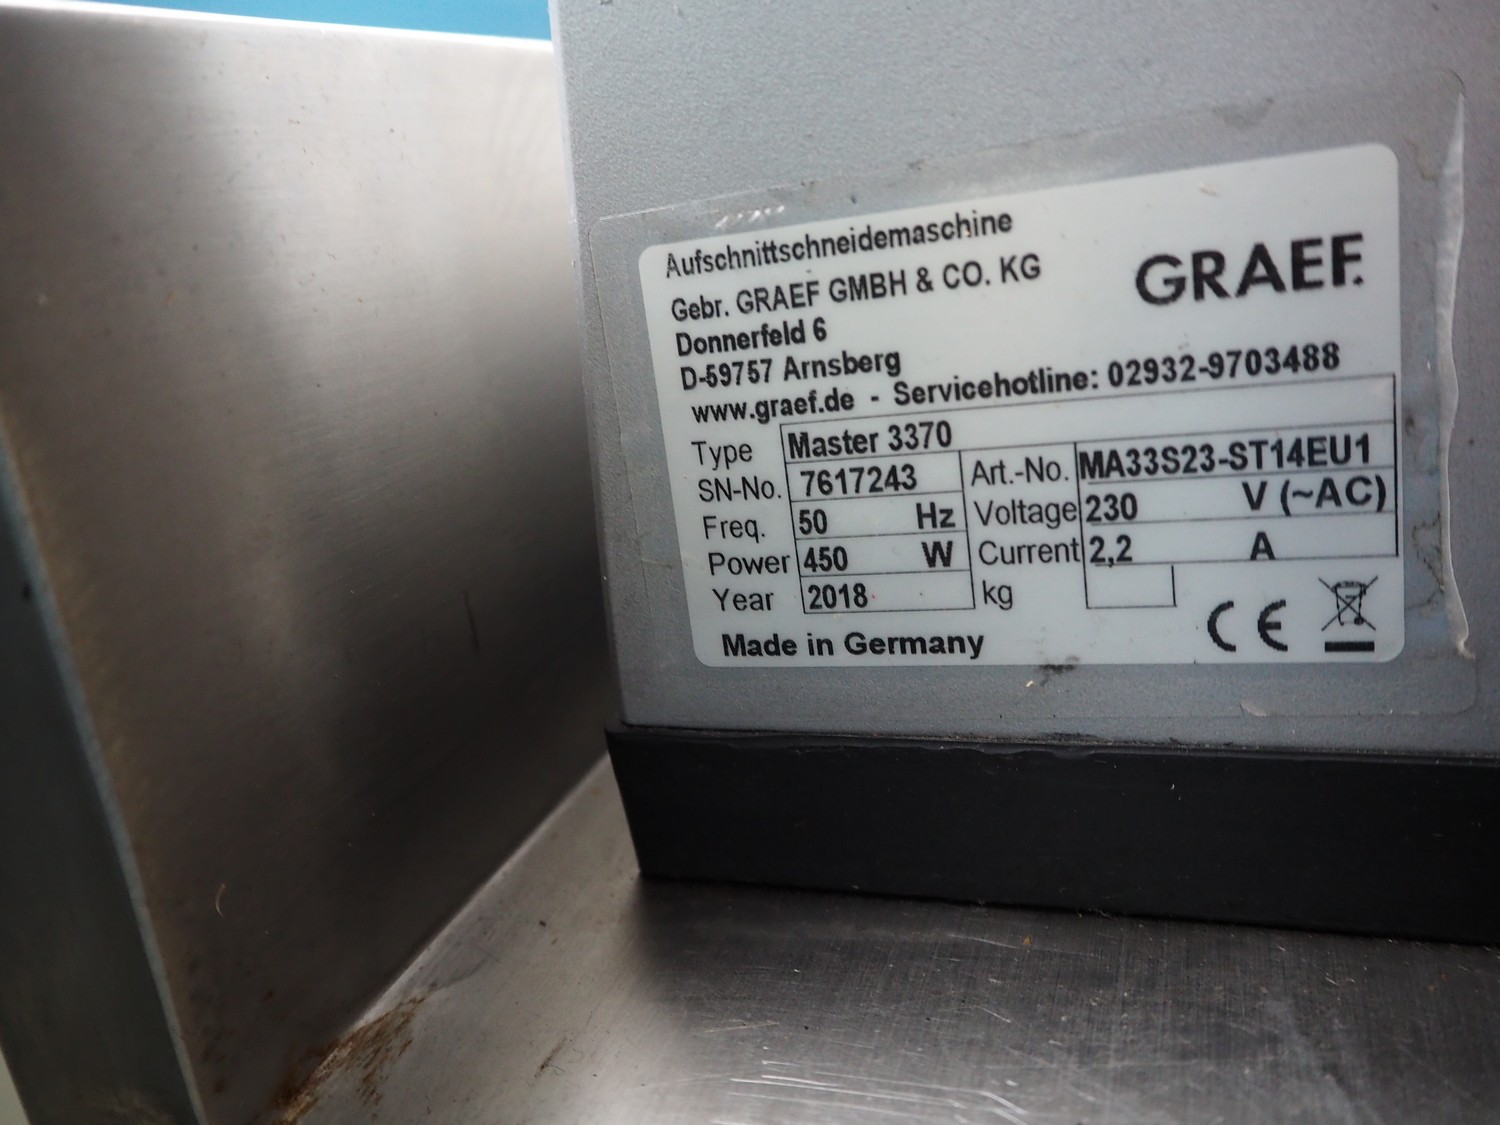 Aufschnittschneidemaschine
Gebr. GRAEF GMBH & CO. KG
GRAEF.
Donnerfeld 6
D-59757 Arnsberg
www.graef.de - Servicehotline: 02932-9703488
Type Master 3370
SN-No. 7617243 Art.-No. MA33S23-ST14EU1
Freq. 50 Hz Voltage 230 V (~AC)
Power 450 W Current 2,2 A
Year 2018 kg
Made in Germany CE